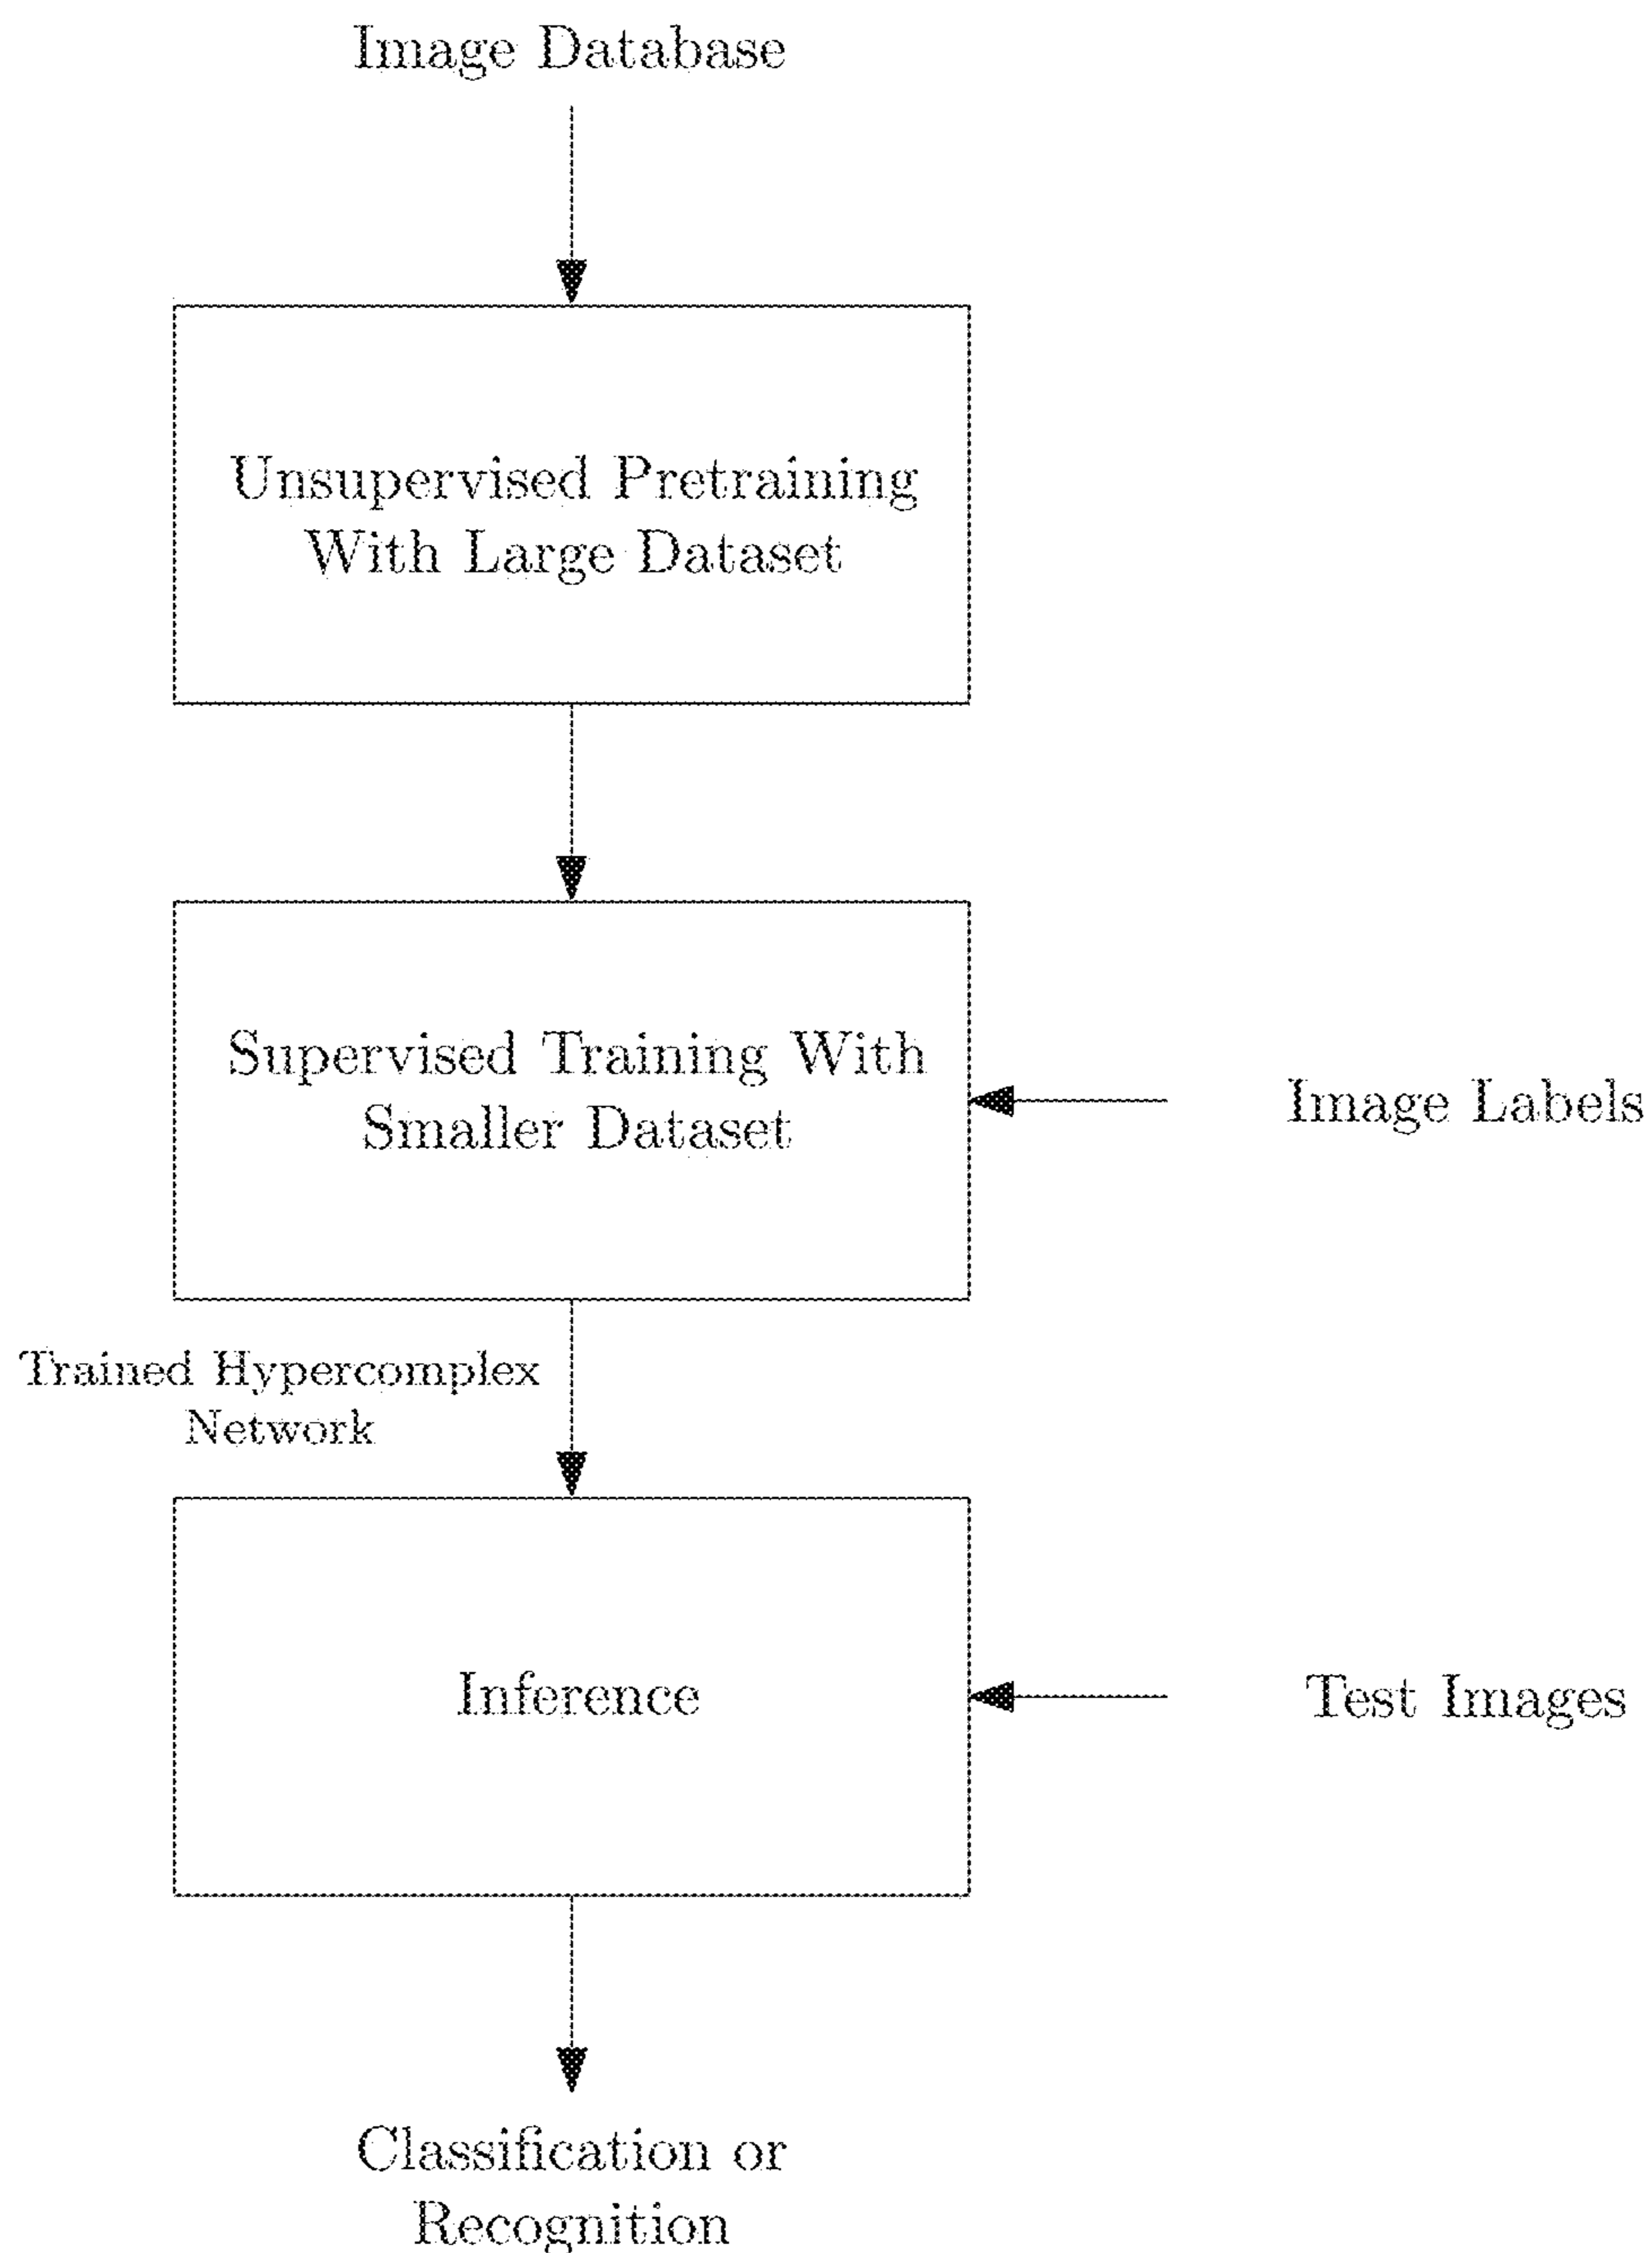 Image Database
Unsupervised Pretraining
With Large Dataset
Supervised Training With
Smaller Dataset
Image Labels
Trained Hypercomplex
Network
Inference
Test Images
Classification or
Recognition